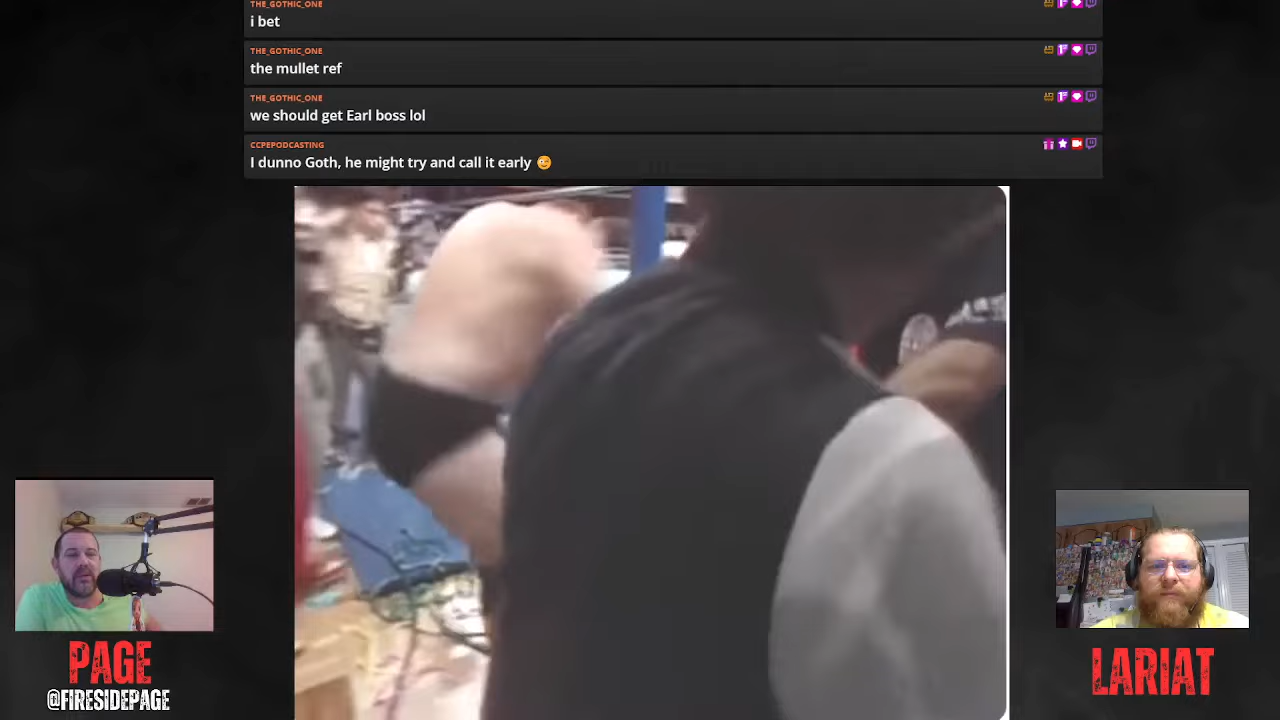 THE_GOTHIC_ONE
i bet
THE_GOTHIC_ONE
the mullet ref
THE_GOTHIC_ONE
we should get Earl boss lol
CCPEPODCASTING
I dunno Goth, he might try and call it early
PAGE
@FIRESIDEPAGE
LARIAT